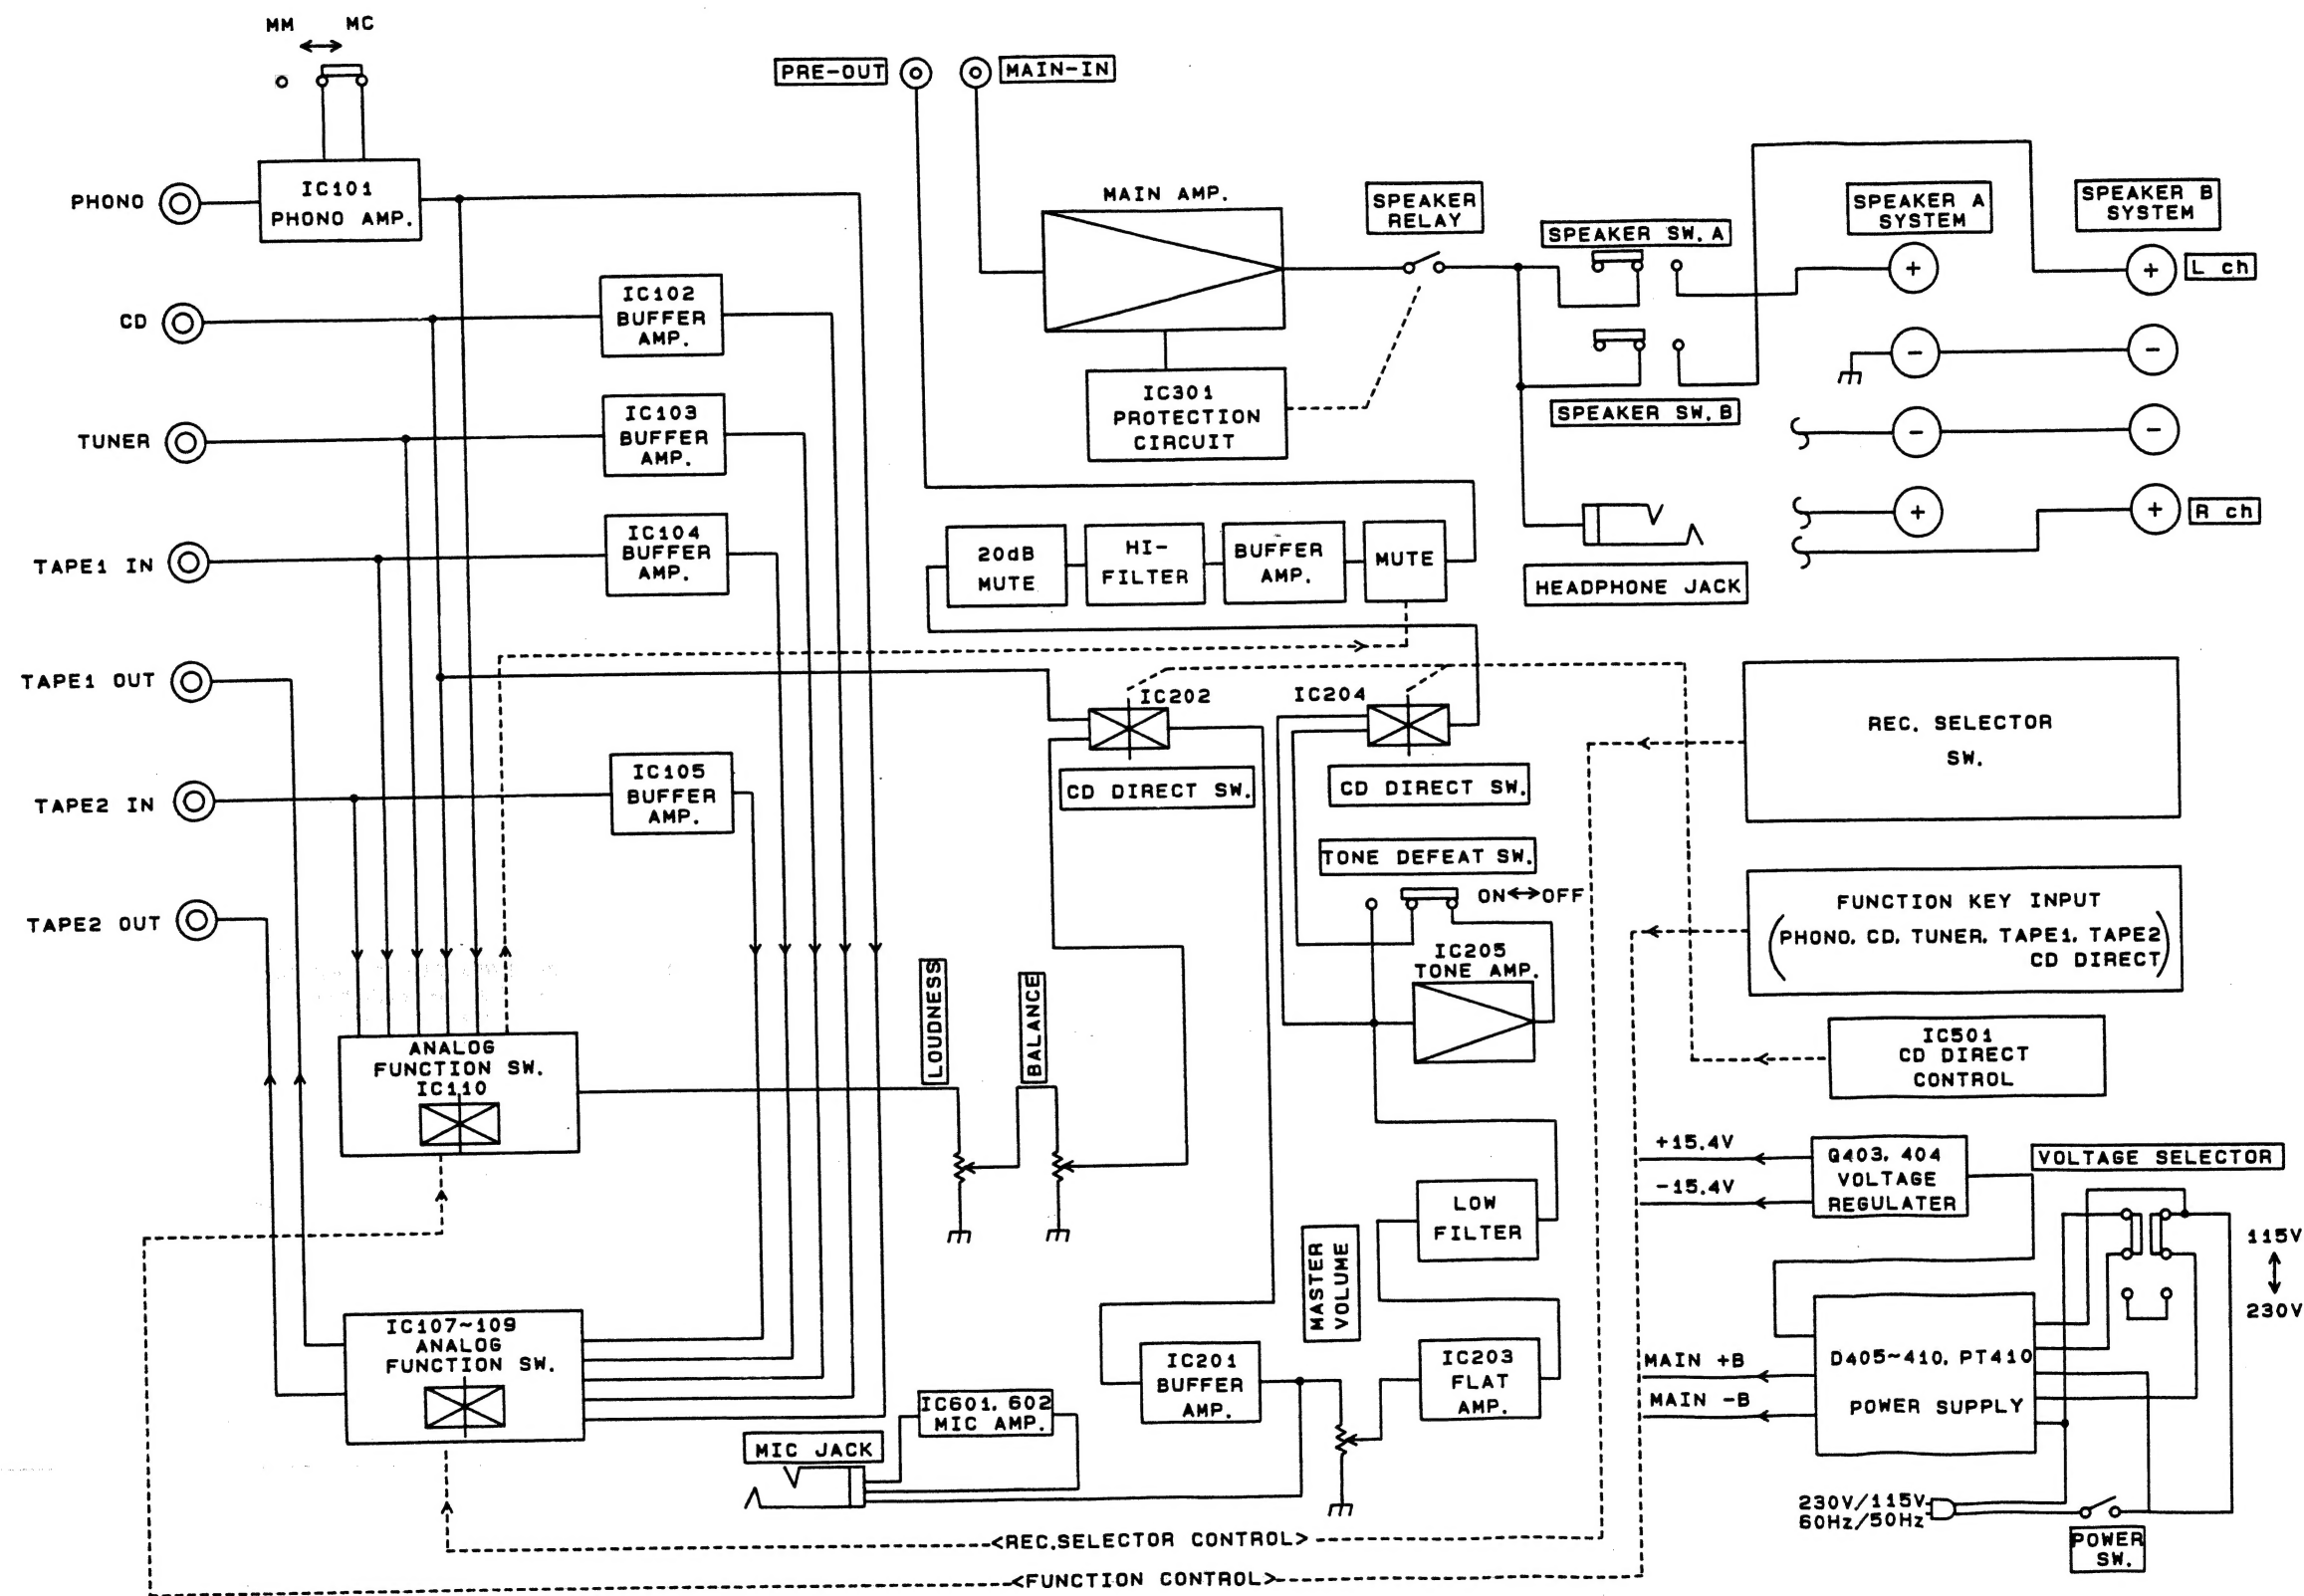 MM MC
PRE-OUT
MAIN-IN
PHONO
IC101
PHONO AMP.
CD
IC102
BUFFER
AMP.
TUNER
IC103
BUFFER
AMP.
TAPE1 IN
IC104
BUFFER
AMP.
TAPE1 OUT
TAPE2 IN
IC105
BUFFER
AMP.
TAPE2 OUT
MAIN AMP.
SPEAKER
RELAY
SPEAKER SW. A
SPEAKER A
SYSTEM
SPEAKER B
SYSTEM
+
+
L ch
IC301
PROTECTION
CIRCUIT
SPEAKER SW. B
-
-
-
-
+
+
R ch
HEADPHONE JACK
20dB
MUTE
HI-
FILTER
BUFFER
AMP.
MUTE
IC202
CD DIRECT SW.
IC204
CD DIRECT SW.
REC. SELECTOR
SW.
TONE DEFEAT SW.
ON↔OFF
IC205
TONE AMP.
FUNCTION KEY INPUT
(PHONO, CD, TUNER, TAPE1, TAPE2
CD DIRECT)
IC501
CD DIRECT
CONTROL
LOUDNESS
BALANCE
ANALOG
FUNCTION SW.
IC110
LOW
FILTER
MASTER
VOLUME
+15.4V
-15.4V
Q403, 404
VOLTAGE
REGULATER
VOLTAGE SELECTOR
115V
230V
IC107~109
ANALOG
FUNCTION SW.
IC201
BUFFER
AMP.
IC203
FLAT
AMP.
MAIN +B
MAIN -B
D405~410, PT410
POWER SUPPLY
IC601, 602
MIC AMP.
MIC JACK
230V/115V
60Hz/50Hz
POWER
SW.
<REC.SELECTOR CONTROL>
<FUNCTION CONTROL>